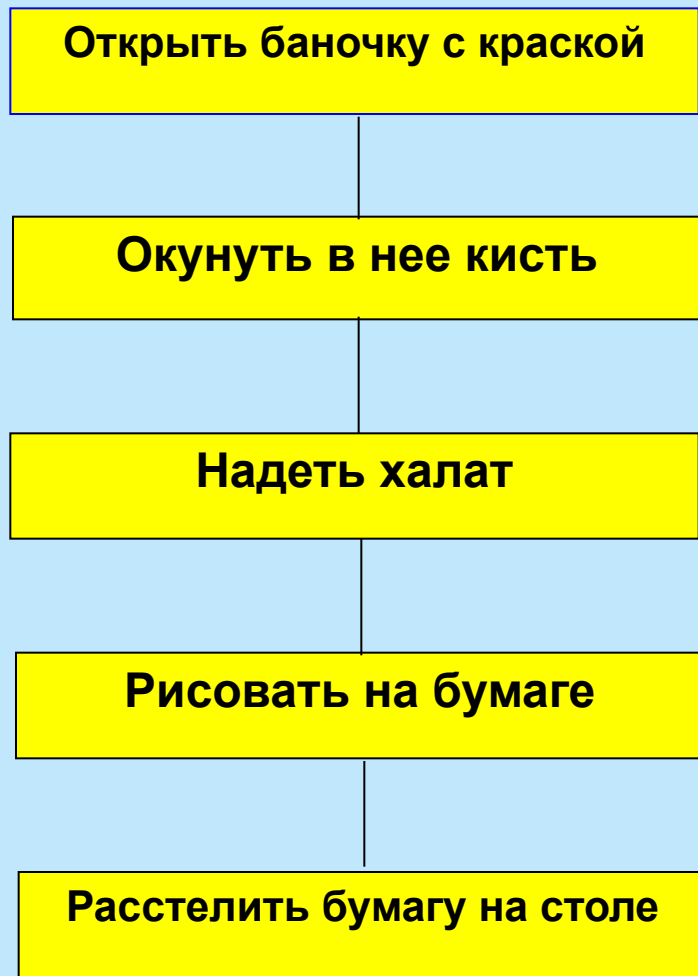 Открыть баночку с краской
Окунуть в нее кисть
Надеть халат
Рисовать на бумаге
Расстелить бумагу на столе